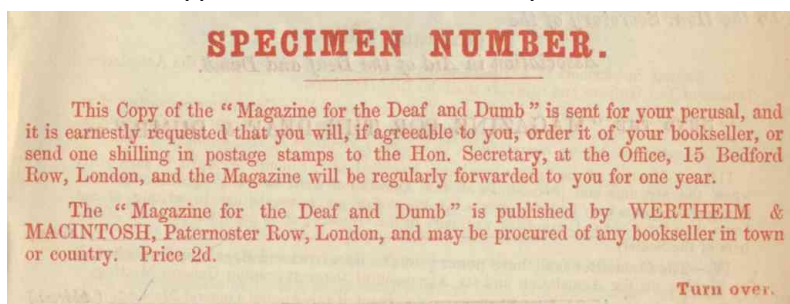 SPECIMEN NUMBER.
This Copy of the “Magazine for the Deaf and Dumb” is sent for your perusal, and
it is earnestly requested that you will, if agreeable to you, order it of your bookseller, or
send one shilling in postage stamps to the Hon. Secretary, at the Office, 15 Bedford
Row, London, and the Magazine will be regularly forwarded to you for one year.
The “Magazine for the Deaf and Dumb” is published by WERTHEIM &
MACINTOSH, Paternoster Row, London, and may be procured of any bookseller in town
or country. Price 2d.
Turn over.